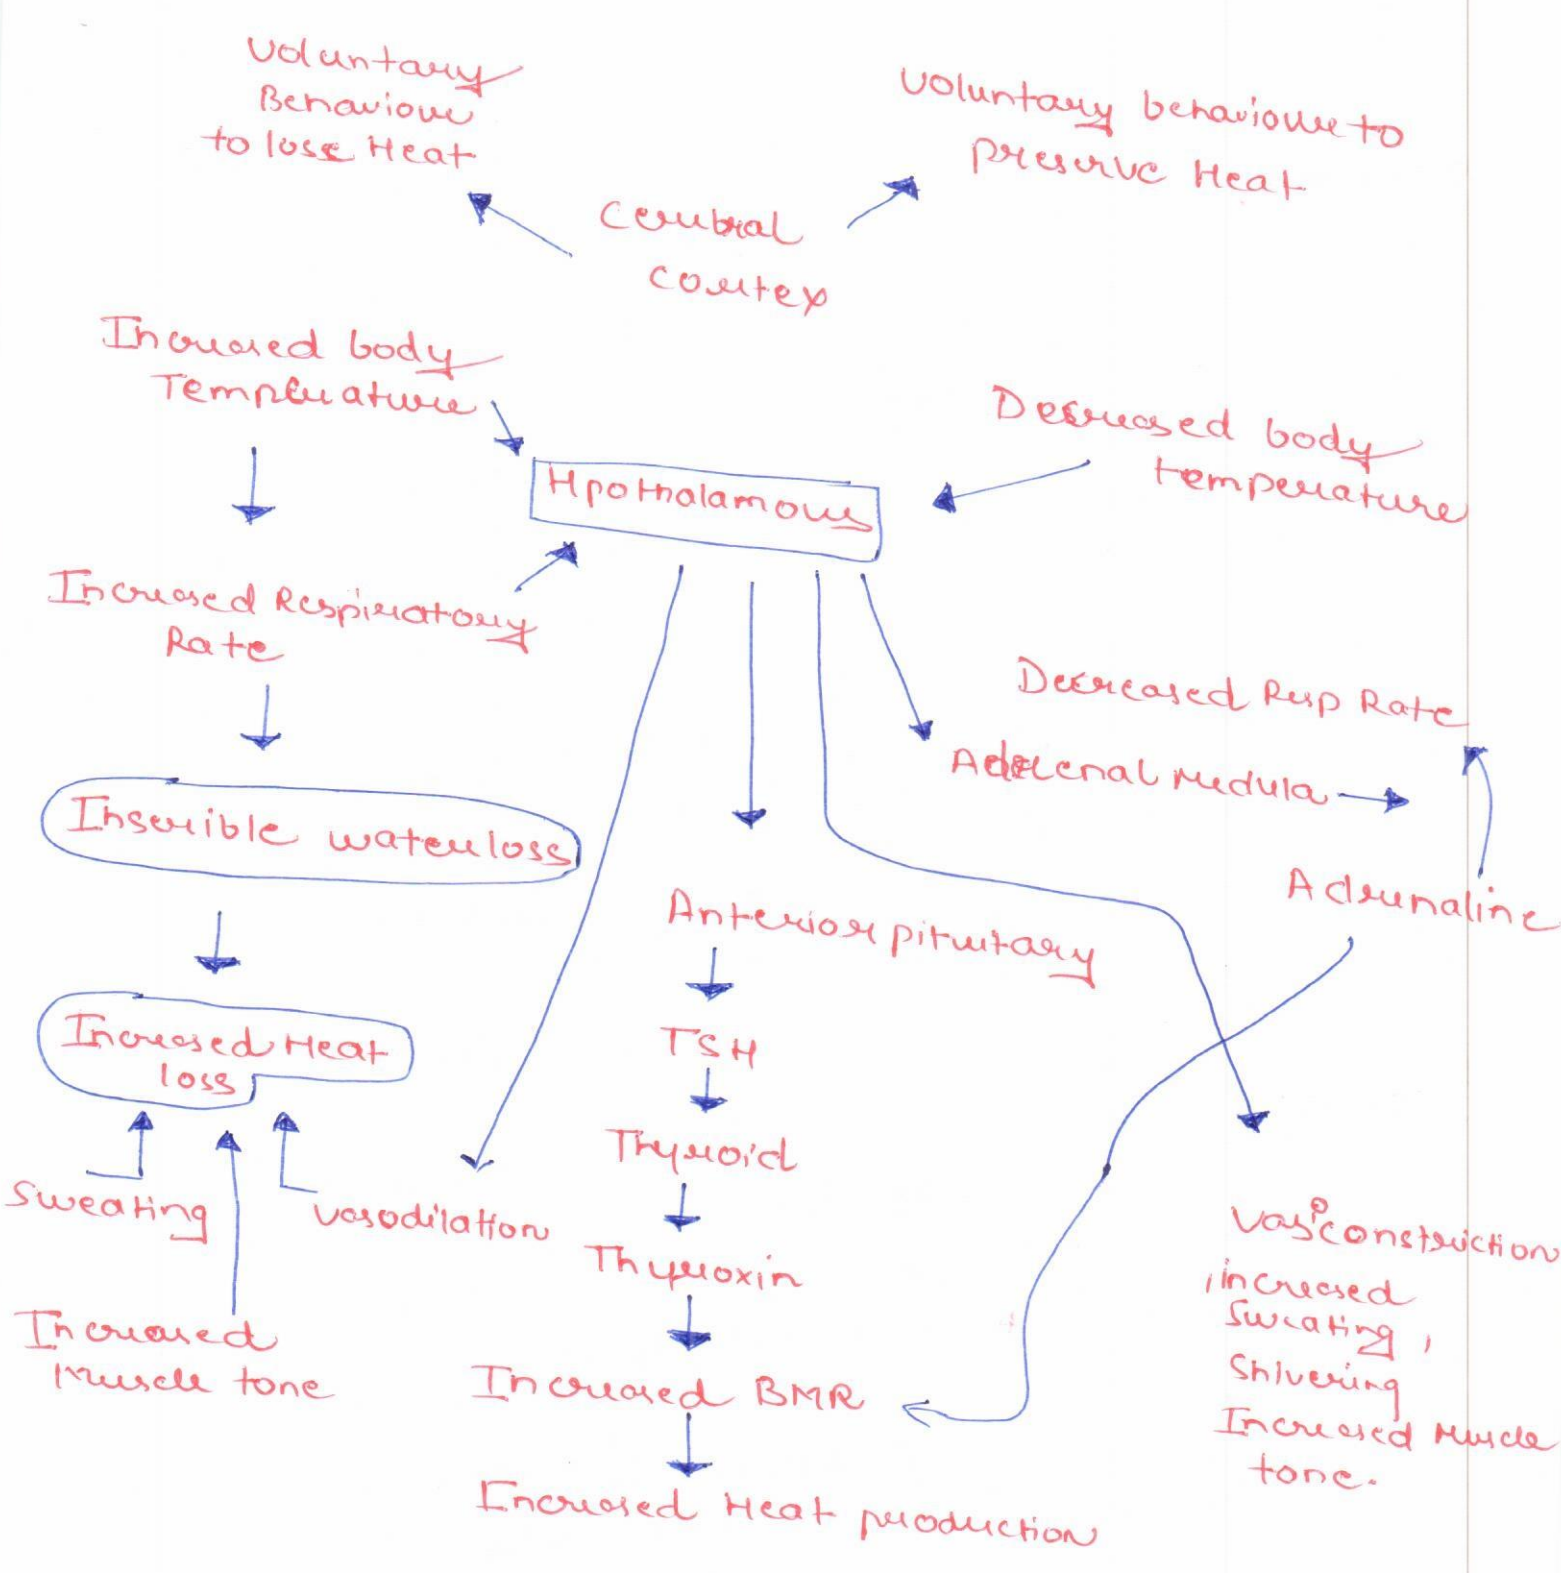 Voluntary
Behaviour
to lose Heat
Voluntary behaviour to
preserve Heat
Cerebral
Cortex
Increased body
Temperature
Decreased body
temperature
Hpothalamous
Increased Respiratory
Rate
Decreased Resp Rate
Adrenal Medula
Insensible water loss
Adrenaline
Anterior pituitary
Increased Heat
loss
TSH
Thyroid
Sweating
vasodilation
Thyroxin
Vasoconstriction
, increased
Sweating,
Shivering
Increased Muscle
tone.
Increased
Muscle tone
Increased BMR
Increased Heat production